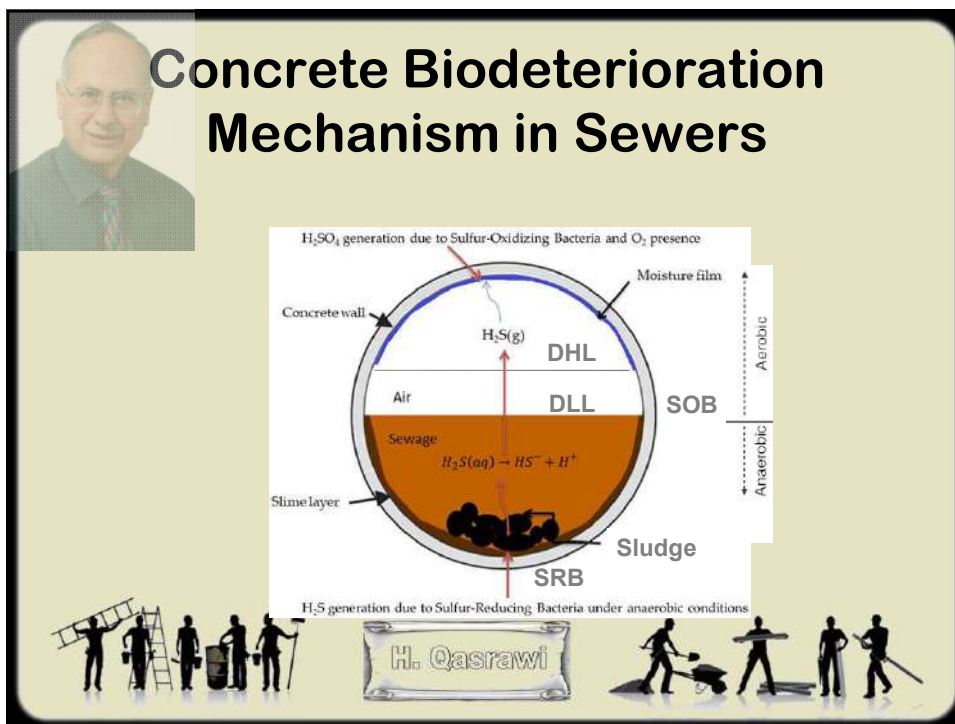 Concrete Biodeterioration
Mechanism in Sewers
H₂SO₄ generation due to Sulfur-Oxidizing Bacteria and O₂ presence
Moisture film
Concrete wall
H₂S(g)
DHL
Aerobic
Air
DLL
SOB
Sewage
H₂S(aq) → HS⁻ + H⁺
Anaerobic
Slime layer
Sludge
SRB
H₂S generation due to Sulfur-Reducing Bacteria under anaerobic conditions
H. Qasrawi